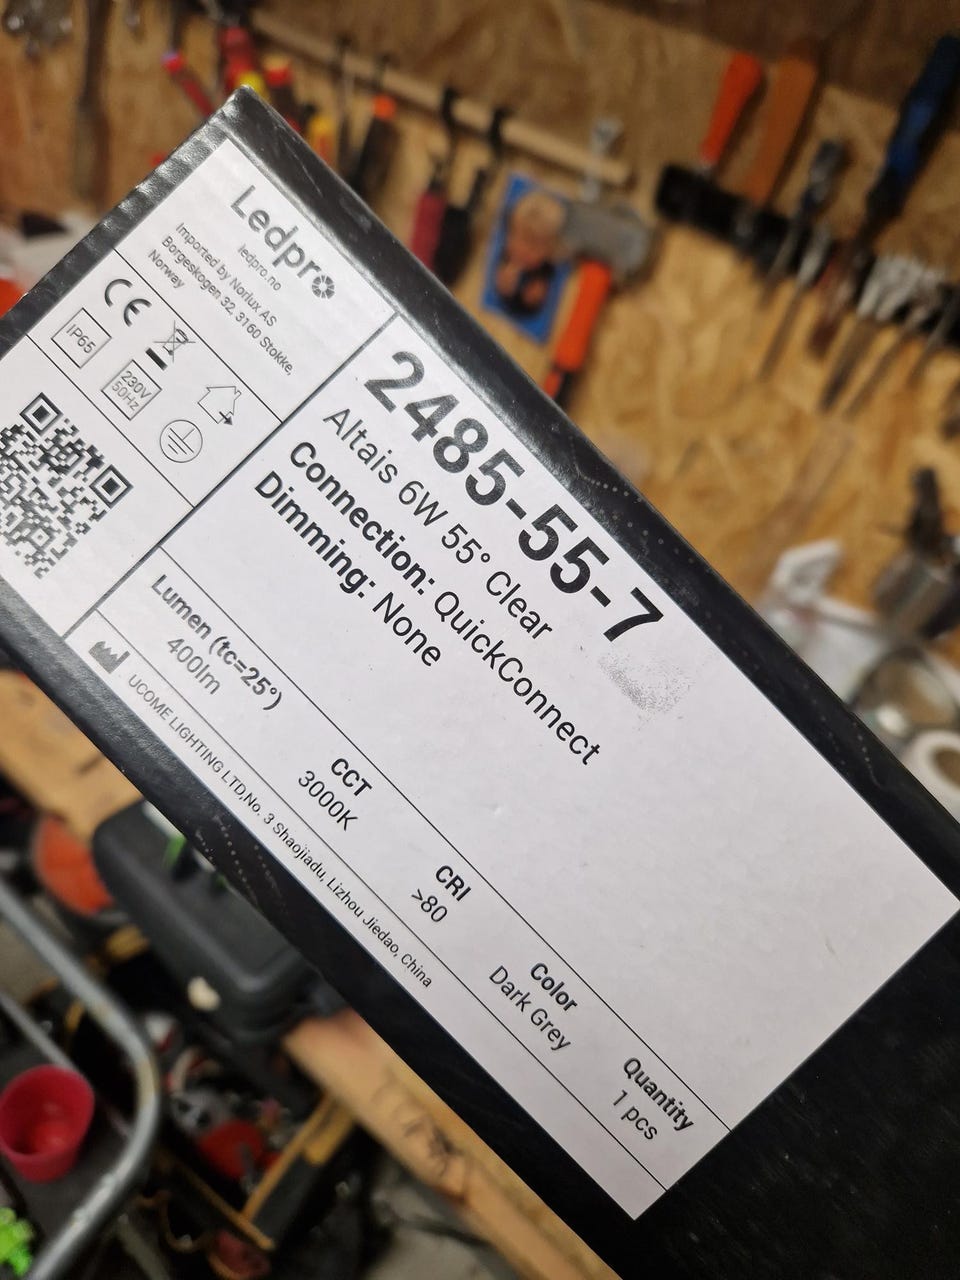 Ledpro
ledpro.no
Imported by Norlux AS
Borgeskogen 32, 3160 Stokke,
Norway
CE
IP65
230V
50Hz
2485-55-7
Altais 6W 55° Clear
Connection: QuickConnect
Dimming: None
Lumen (tc=25°)
400lm
CCT
3000K
CRI
>80
Color
Dark Grey
Quantity
1 pcs
UCOME LIGHTING LTD,No. 3 Shaojiadu, Lizhou Jiedao, China